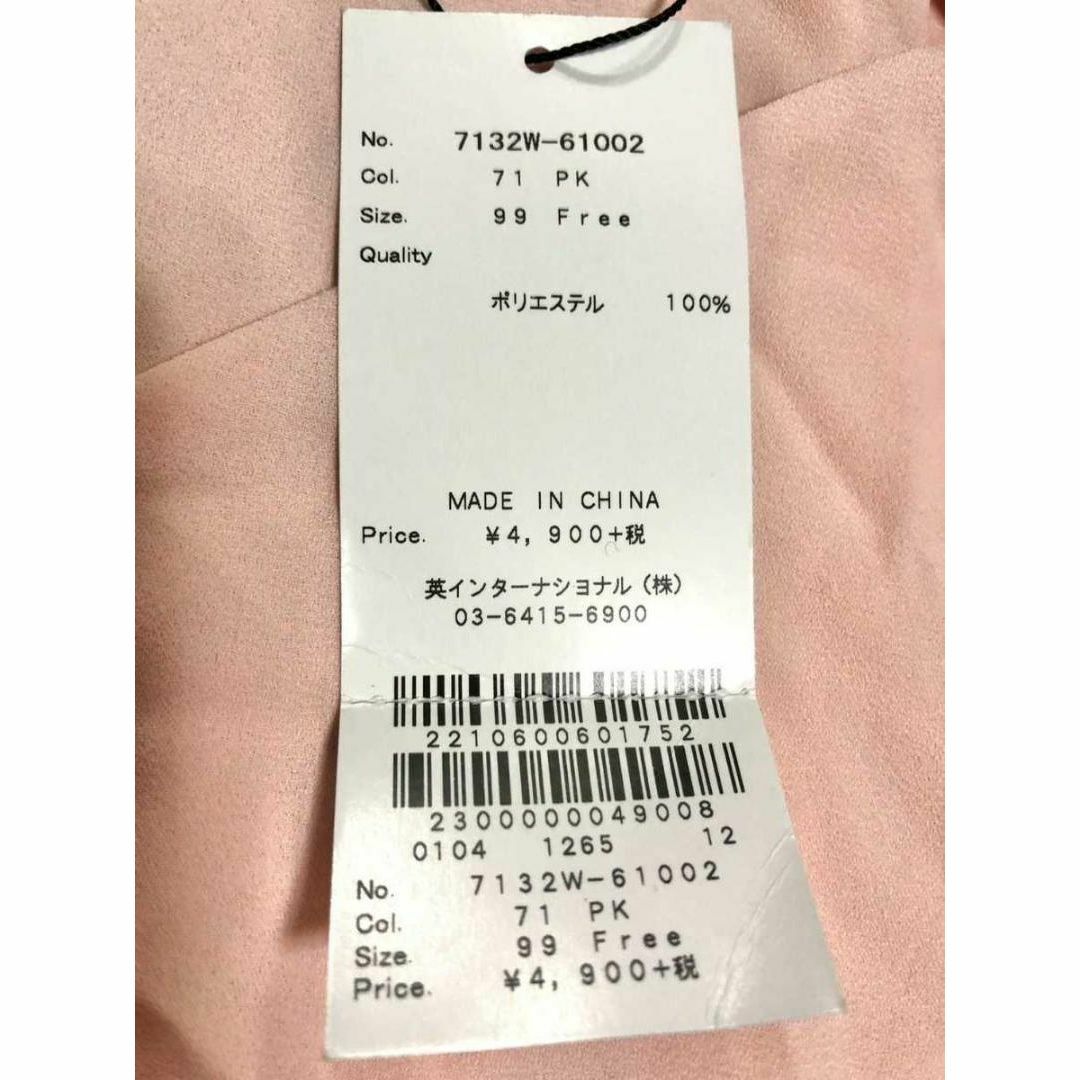 No. 7132W-61002
Col. 71 PK
Size. 99 Free
Quality
ポリエステル 100%
MADE IN CHINA
Price. ¥4,900+税
英インターナショナル(株)
03-6415-6900
2210600601752
2300000049008
0104 1265 12
No. 7132W-61002
Col. 71 PK
Size. 99 Free
Price. ¥4,900+税